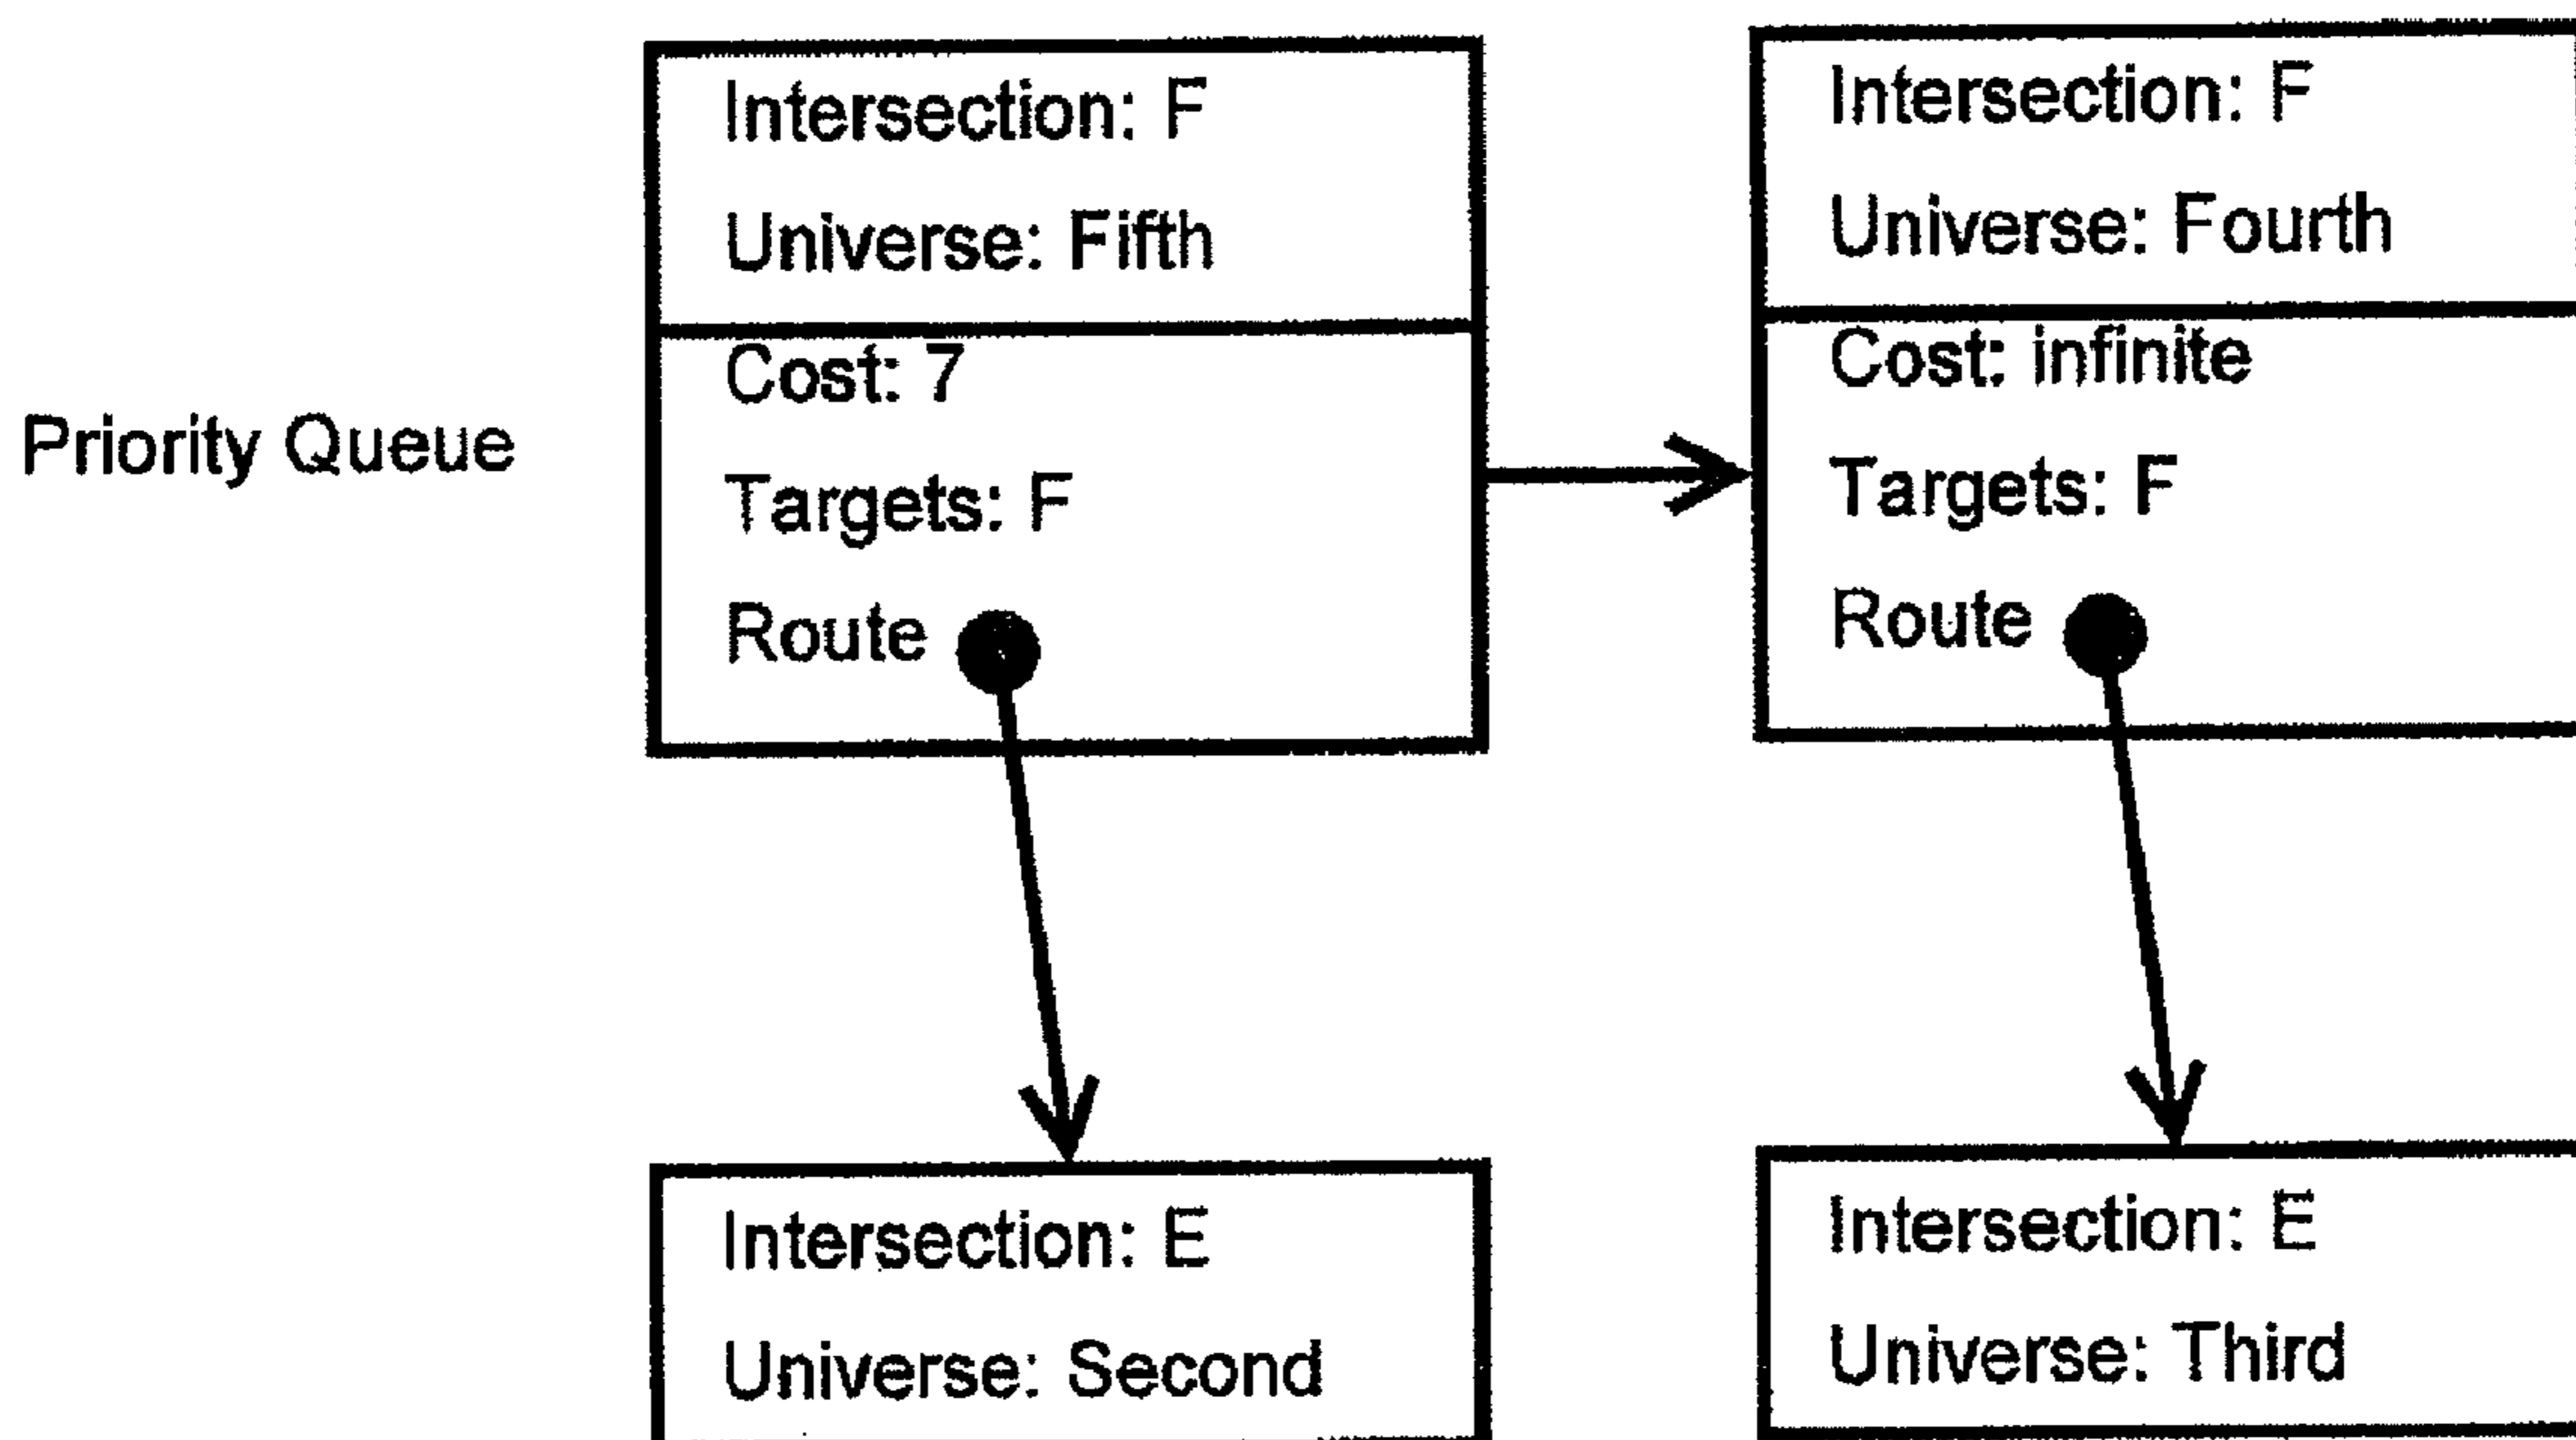 Priority Queue
Intersection: F
Universe: Fifth
Cost: 7
Targets: F
Route
Intersection: F
Universe: Fourth
Cost: infinite
Targets: F
Route
Intersection: E
Universe: Second
Intersection: E
Universe: Third